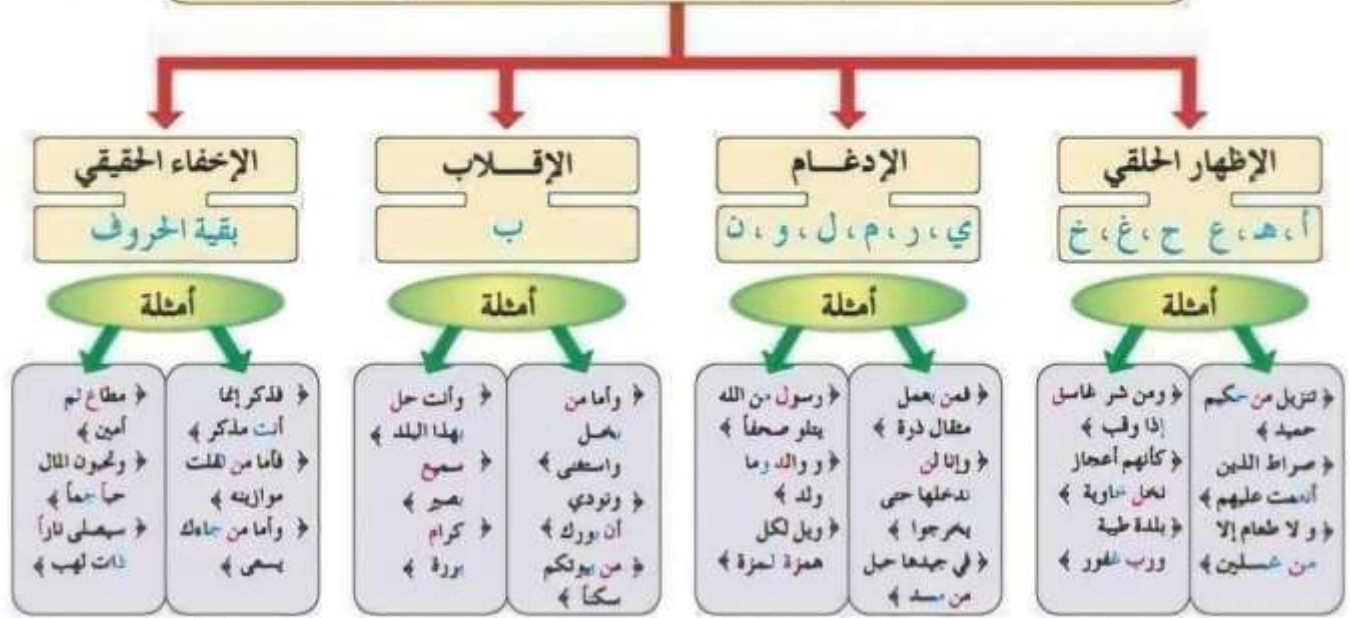 الإظهار الحلقي
أ، هـ، ع ح، غ، خ
أمثلة
﴿ تنزيل من حكيم
حميد ﴾
﴿ صراط الذين
أنعمت عليهم ﴾
﴿ و لا طعام إلا
من غسلين ﴾
﴿ ومن شر غاسق
إذا وقب ﴾
﴿ كأنهم أعجاز
نخل خاوية ﴾
﴿ بلدة طيبة
ورب غفور ﴾
الإدغـــام
ي، ر، م، ل، و، ن
أمثلة
﴿ فمن يعمل
مثقال ذرة ﴾
﴿ وإنا لن
ندخلها حتى
يخرجوا ﴾
﴿ في جيدها حبل
من مسد ﴾
﴿ رسول من الله
يتلو صحفاً ﴾
﴿ و والد وما
ولد ﴾
﴿ ويل لكل
همزة لمزة ﴾
الإقـــلاب
ب
أمثلة
﴿ وأما من
بخل
واستغنى ﴾
﴿ ونودي
أن بورك ﴾
﴿ من بيوتكم
سكناً ﴾
﴿ وأنت حل
بهذا البلد ﴾
﴿ سميع
بصير ﴾
﴿ كرام
بررة ﴾
الإخفاء الحقيقي
بقية الحروف
أمثلة
﴿ فذكر إنما
أنت مذكر ﴾
﴿ فأما من ثقلت
موازينه ﴾
﴿ وأما من جاءك
يسعى ﴾
﴿ مطاع ثم
أمين ﴾
﴿ وتحبون المال
حباً جماً ﴾
﴿ سيصلى ناراً
ذات لهب ﴾